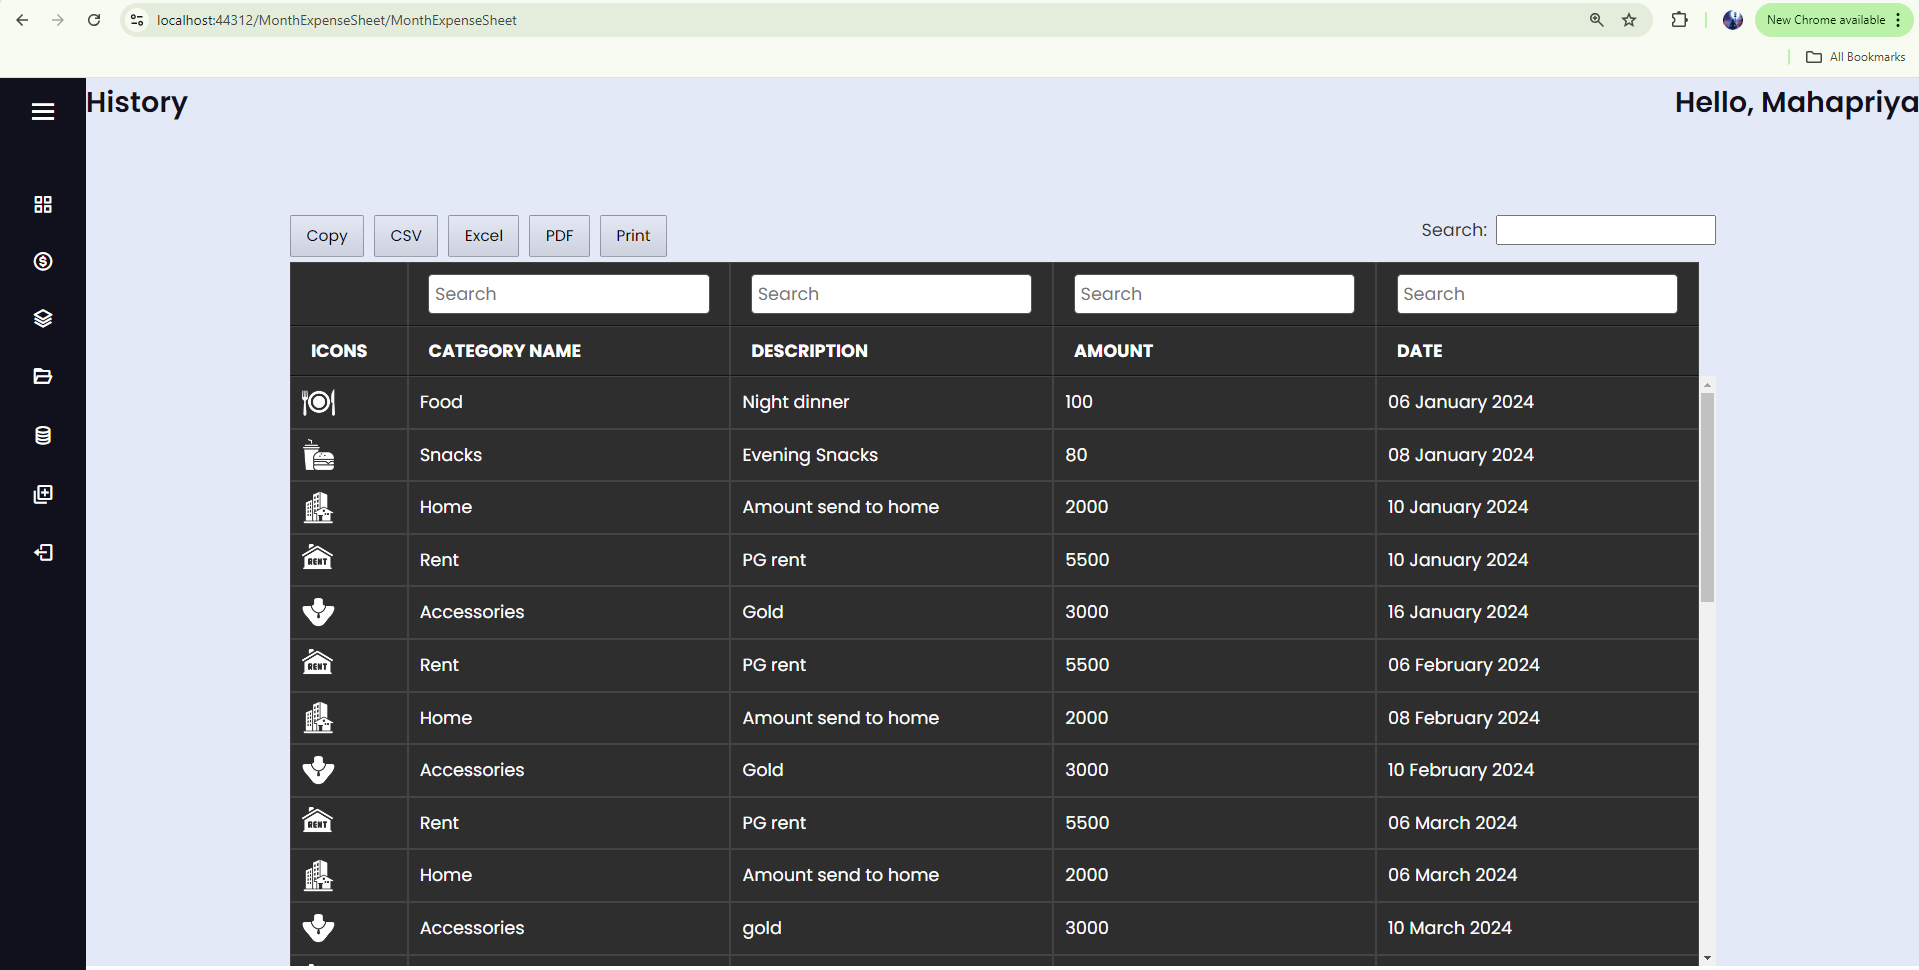 localhost:44312/MonthExpenseSheet/MonthExpenseSheet
New Chrome available
All Bookmarks
History
Hello, Mahapriya
Copy CSV Excel PDF Print
Search:
Search Search Search Search
ICONS CATEGORY NAME DESCRIPTION AMOUNT DATE
Food Night dinner 100 06 January 2024
Snacks Evening Snacks 80 08 January 2024
Home Amount send to home 2000 10 January 2024
RENT Rent PG rent 5500 10 January 2024
Accessories Gold 3000 16 January 2024
RENT Rent PG rent 5500 06 February 2024
Home Amount send to home 2000 08 February 2024
Accessories Gold 3000 10 February 2024
RENT Rent PG rent 5500 06 March 2024
Home Amount send to home 2000 06 March 2024
Accessories gold 3000 10 March 2024